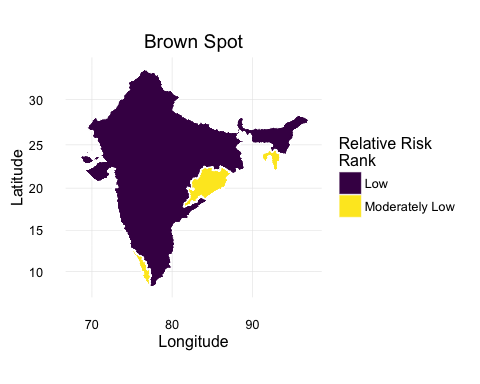 Brown Spot
30
25
20
15
10
Latitude
70 80 90
Longitude
Relative Risk
Rank
Low
Moderately Low